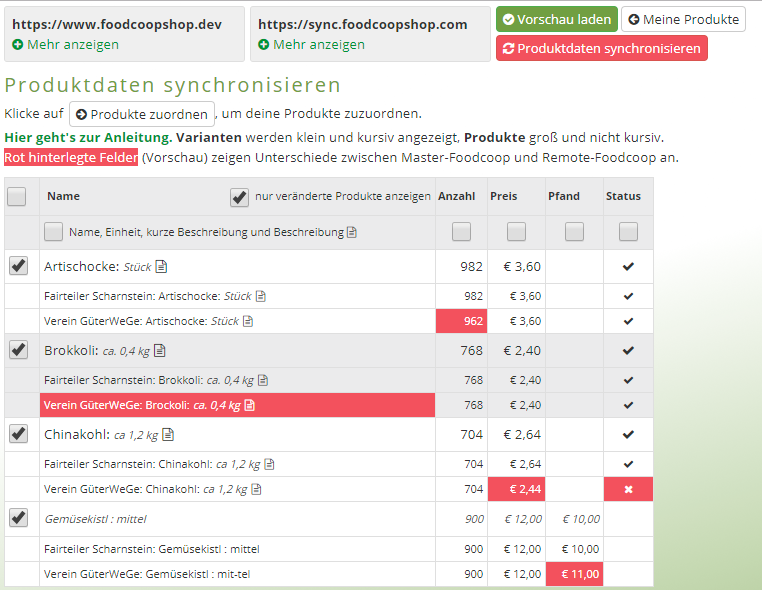 https://www.foodcoopshop.dev
Mehr anzeigen
https://sync.foodcoopshop.com
Mehr anzeigen
Vorschau laden
Meine Produkte
Produktdaten synchronisieren
Produktdaten synchronisieren
Klicke auf Produkte zuordnen, um deine Produkte zuzuordnen.
Hier geht's zur Anleitung. Varianten werden klein und kursiv angezeigt, Produkte groß und nicht kursiv.
Rot hinterlegte Felder (Vorschau) zeigen Unterschiede zwischen Master-Foodcoop und Remote-Foodcoop an.
Name nur veränderte Produkte anzeigen Anzahl Preis Pfand Status
Name, Einheit, kurze Beschreibung und Beschreibung
Artischocke: Stück 982 € 3,60
Fairteiler Scharnstein: Artischocke: Stück 982 € 3,60
Verein GüterWeGe: Artischocke: Stück 962 € 3,60
Brokkoli: ca. 0,4 kg 768 € 2,40
Fairteiler Scharnstein: Brokkoli: ca. 0,4 kg 768 € 2,40
Verein GüterWeGe: Brockoli: ca. 0,4 kg 768 € 2,40
Chinakohl: ca 1,2 kg 704 € 2,64
Fairteiler Scharnstein: Chinakohl: ca 1,2 kg 704 € 2,64
Verein GüterWeGe: Chinakohl: ca 1,2 kg 704 € 2,44
Gemüsekistl : mittel 900 € 12,00 € 10,00
Fairteiler Scharnstein: Gemüsekistl : mittel 900 € 12,00 € 10,00
Verein GüterWeGe: Gemüsekistl : mit-tel 900 € 12,00 € 11,00